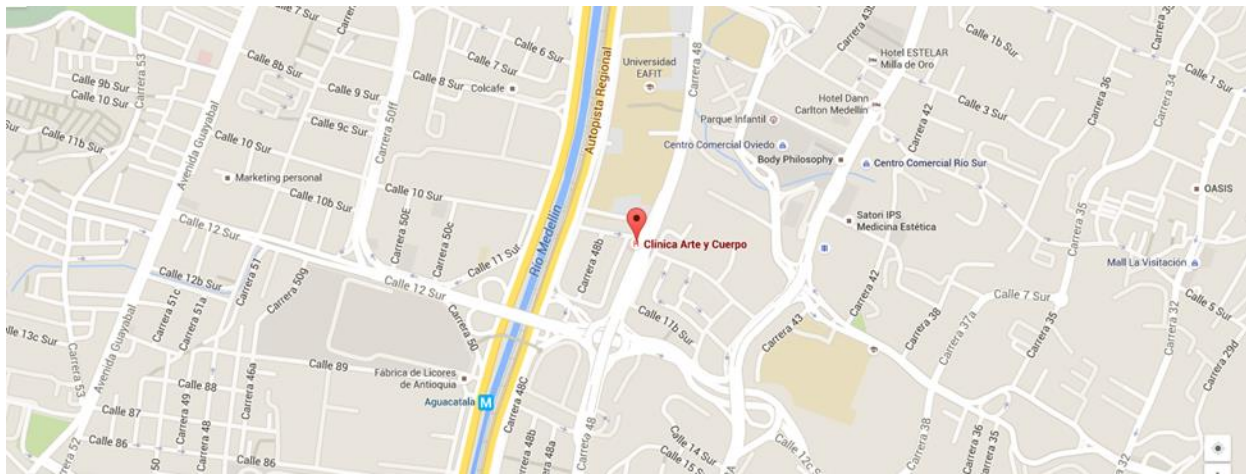 Calle 7 Sur
Carrera 53
Calle 9b Sur
Calle 10 Sur
Calle 11b Sur
Avenida Guayabal
Calle 8b Sur
Calle 9 Sur
Calle 9c Sur
Calle 10 Sur
Marketing personal
Calle 10b Sur
Calle 12 Sur
Calle 12b Sur
Calle 13c Sur
Carrera 53
Carrera 51c
Carrera 51a
Carrera 51
Carrera 50g
Carrera 50ff
Calle 6 Sur
Calle 7 Sur
Calle 8 Sur
Colcafe
Calle 10 Sur
Carrera 50E
Carrera 50c
Calle 11 Sur
Calle 12 Sur
Carrera 50
Calle 89
Calle 88
Calle 87
Calle 86
Calle 86
Carrera 46a
Carrera 49
Carrera 48
50
Carrera 52
Fábrica de Licores
de Antioquia
Aguacatala
M
Río Medellín
Autopista Regional
Universidad
EAFIT
Carrera 48
Carrera 48b
Clinica Arte y Cuerpo
Calle 11b Sur
Carrera 48C
Carrera 48b
Carrera 48a
Carrera 48
Calle 14 Sur
Calle 15 S
Calle 12c S
Carrera 43
Parque Infantil
Centro Comercial Oviedo
Body Philosophy
Centro Comercial Río Sur
Hotel ESTELAR
Milla de Oro
Hotel Dann
Carlton Medellín
Carrera 43b
Carrera 42
Calle 1b Sur
Calle 3 Sur
Carrera 36
Carrera 34
Calle 1 Sur
OASIS
Satori IPS
Medicina Estética
Carrera 35
Mall La Visitación
Calle 7 Sur
Calle 5 Sur
Carrera 42
Carrera 38
Carrera 37a
Carrera 35
Carrera 32
Carrera 29d
Carrera 38
Carrera 36
Carrera 35